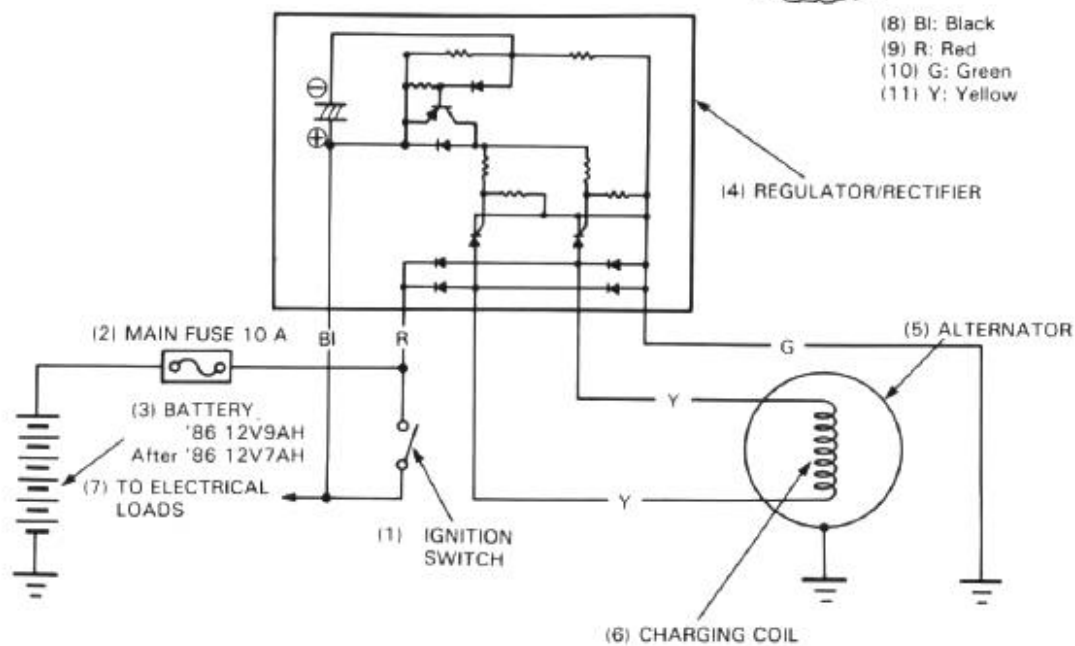 (8) Bl: Black
(9) R: Red
(10) G: Green
(11) Y: Yellow
⊖
⊕
(4) REGULATOR/RECTIFIER
(2) MAIN FUSE 10 A
Bl
R
(5) ALTERNATOR
G
(3) BATTERY
'86 12V9AH
After '86 12V7AH
Y
(7) TO ELECTRICAL
LOADS
Y
(1) IGNITION
SWITCH
(6) CHARGING COIL